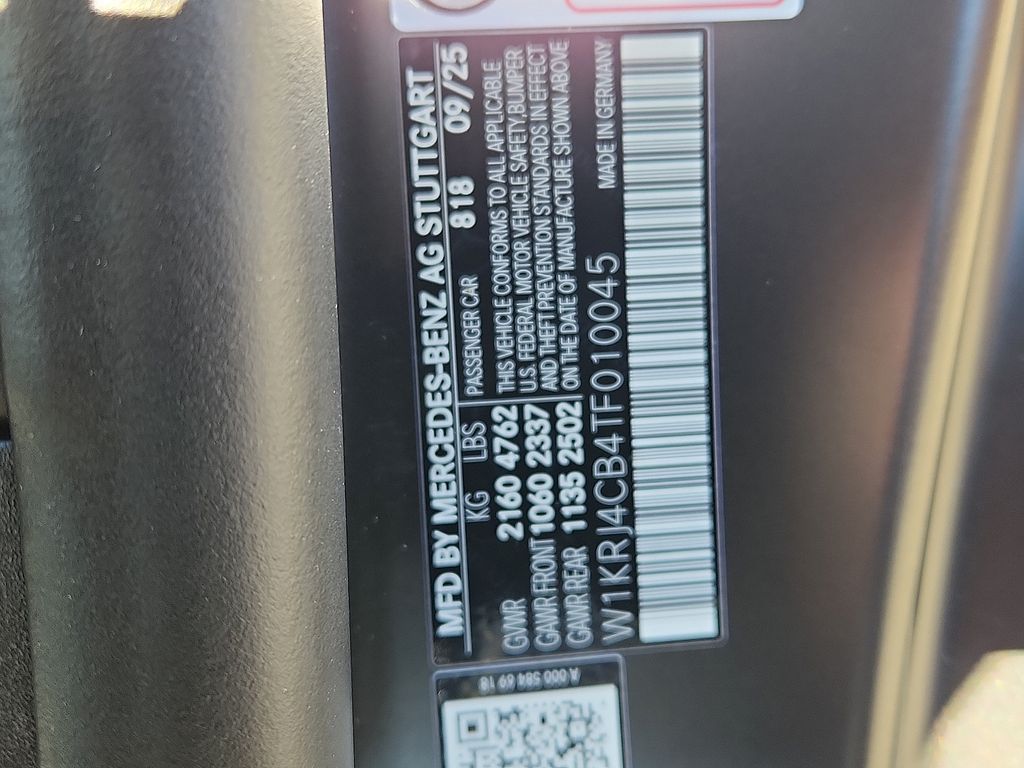 MFD BY MERCEDES-BENZ AG STUTTGART
818 09/25
KG LBS PASSENGER CAR
GVWR 2160 4762
GAWR FRONT 1060 2337
GAWR REAR 1135 2502
THIS VEHICLE CONFORMS TO ALL APPLICABLE
U.S. FEDERAL MOTOR VEHICLE SAFETY,BUMPER
AND THEFT PREVENTION STANDARDS IN EFFECT
ON THE DATE OF MANUFACTURE SHOWN ABOVE
W1KRJ4CB4TF010045 MADE IN GERMANY
A 000 584 69 18